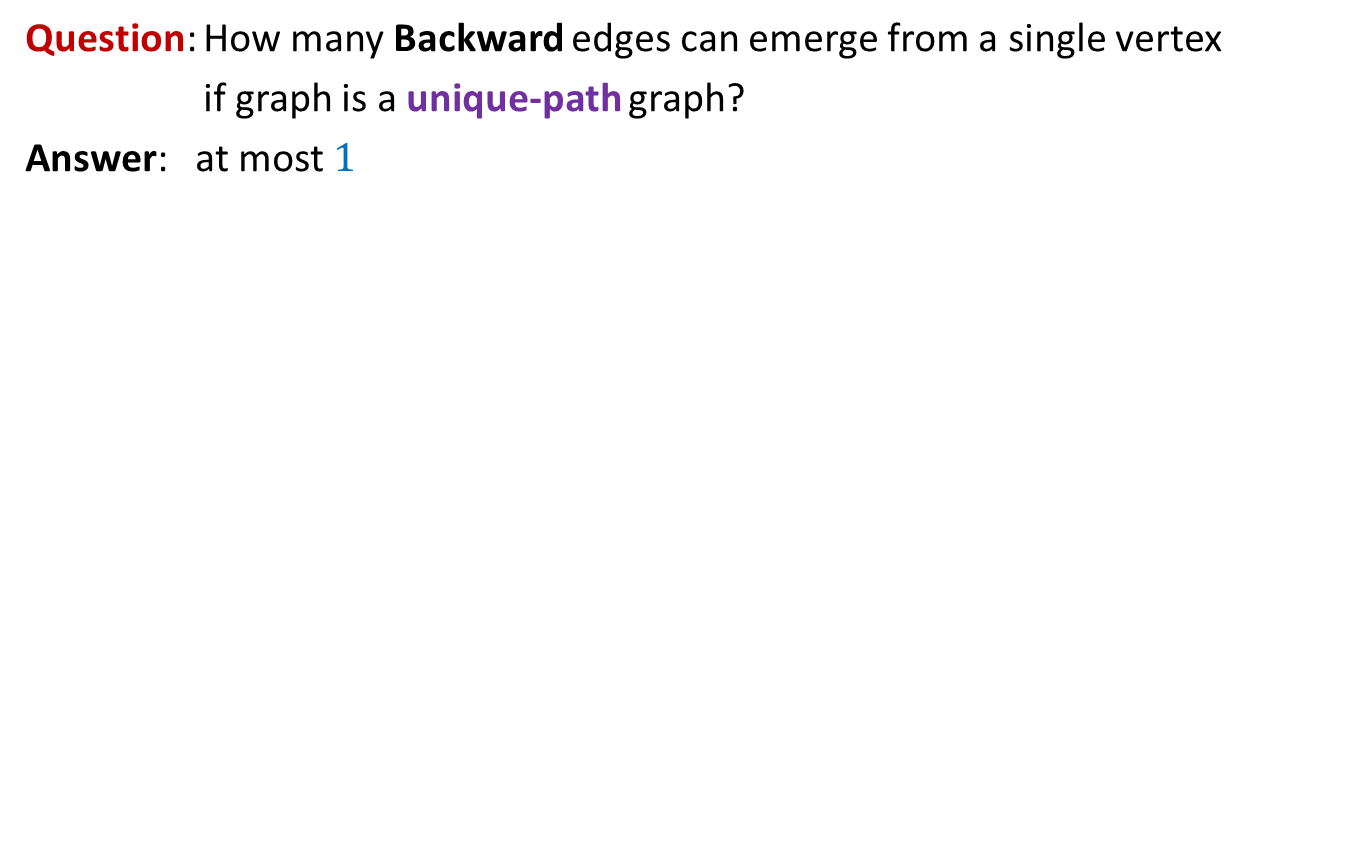 Question: How many Backward edges can emerge from a single vertex
if graph is a unique-path graph?
Answer: at most 1